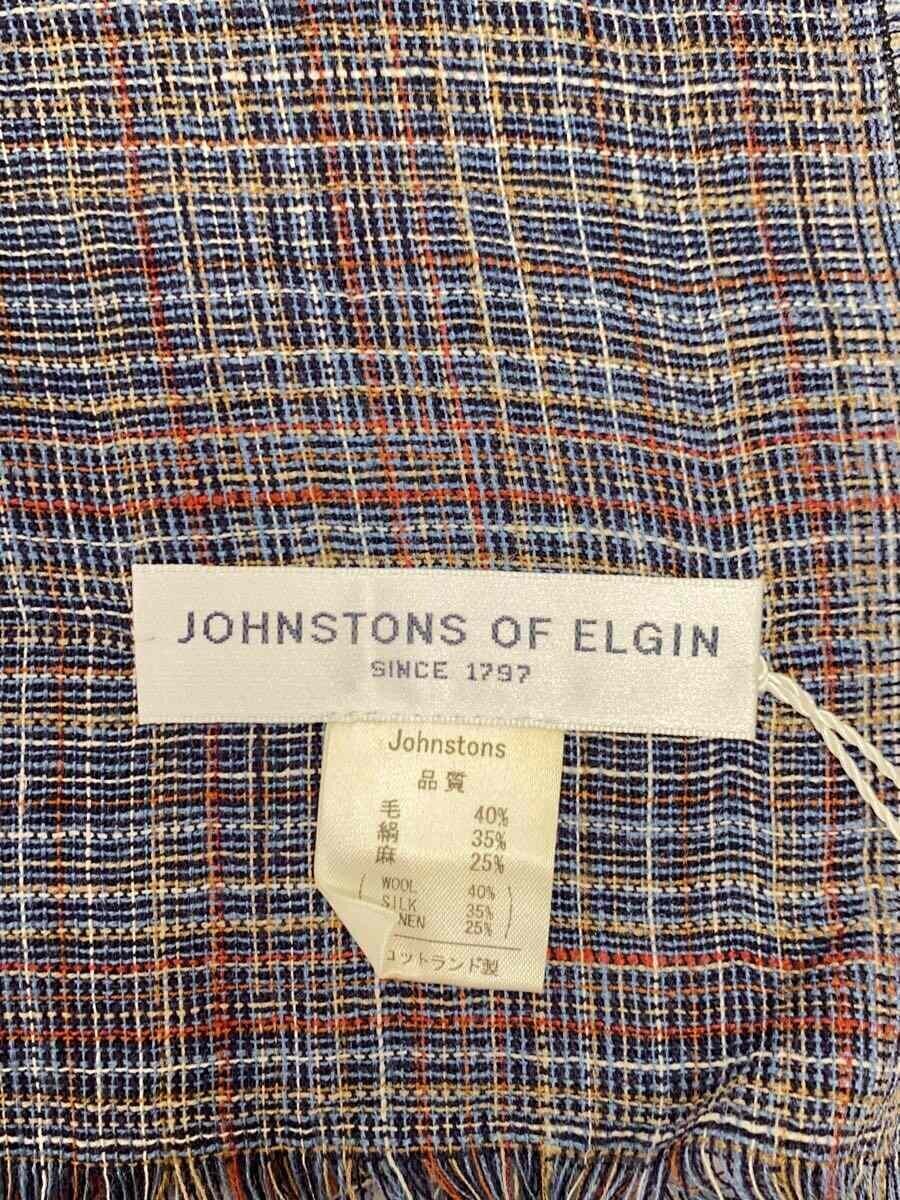 JOHNSTONS OF ELGIN
SINCE 1797
Johnstons
品質
毛 40%
絹 35%
麻 25%
(WOOL 40%
SILK 35%
NEN 25%)
コットランド製